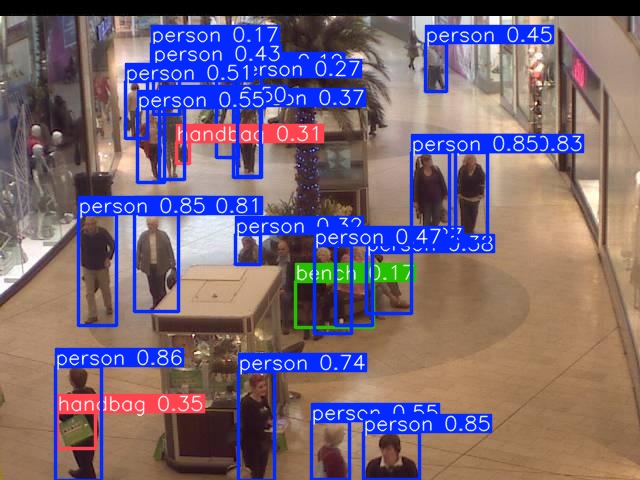 person 0.17
person 0.45
person 0.43
person 0.51
erson 0.27
person 0.55
on 0.37
handbag 0.31
person 0.85
0.83
person 0.85
0.81
person 0.32
person 0.47
0.38
bench 0.17
person 0.86
person 0.74
handbag 0.35
person 0.55
person 0.85